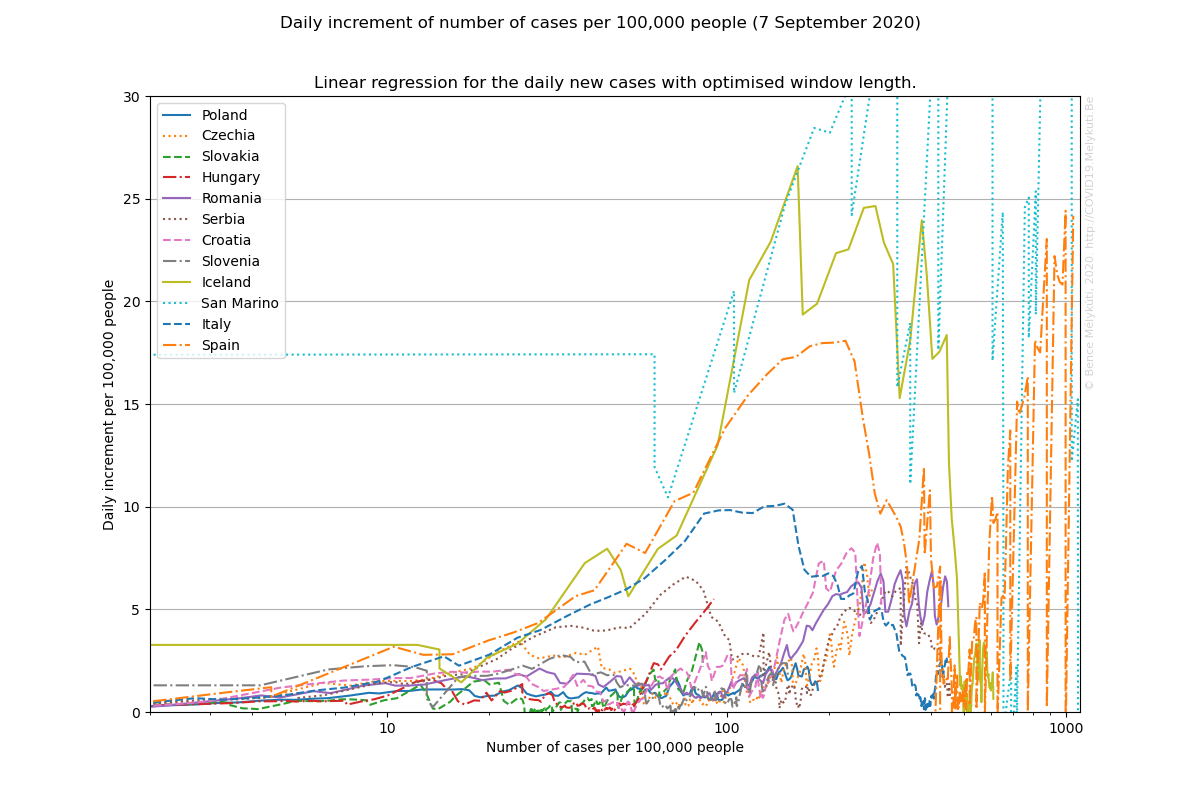 Daily increment of number of cases per 100,000 people (7 September 2020)
Linear regression for the daily new cases with optimised window length.
30
25
20
15
10
5
0
Daily increment per 100,000 people
Poland
Czechia
Slovakia
Hungary
Romania
Serbia
Croatia
Slovenia
Iceland
San Marino
Italy
Spain
10
100
1000
Number of cases per 100,000 people
© Bence Mélykúti, 2020 http://COVID19.Melykuti.Be